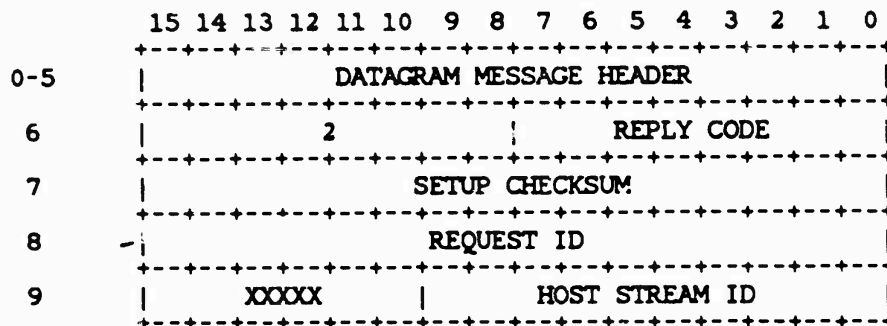 15 14 13 12 11 10 9 8 7 6 5 4 3 2 1 0
0-5 | DATAGRAM MESSAGE HEADER |
6 | 2 | REPLY CODE |
7 | SETUP CHECKSUM |
8 | REQUEST ID |
9 | XXXXX | HOST STREAM ID |